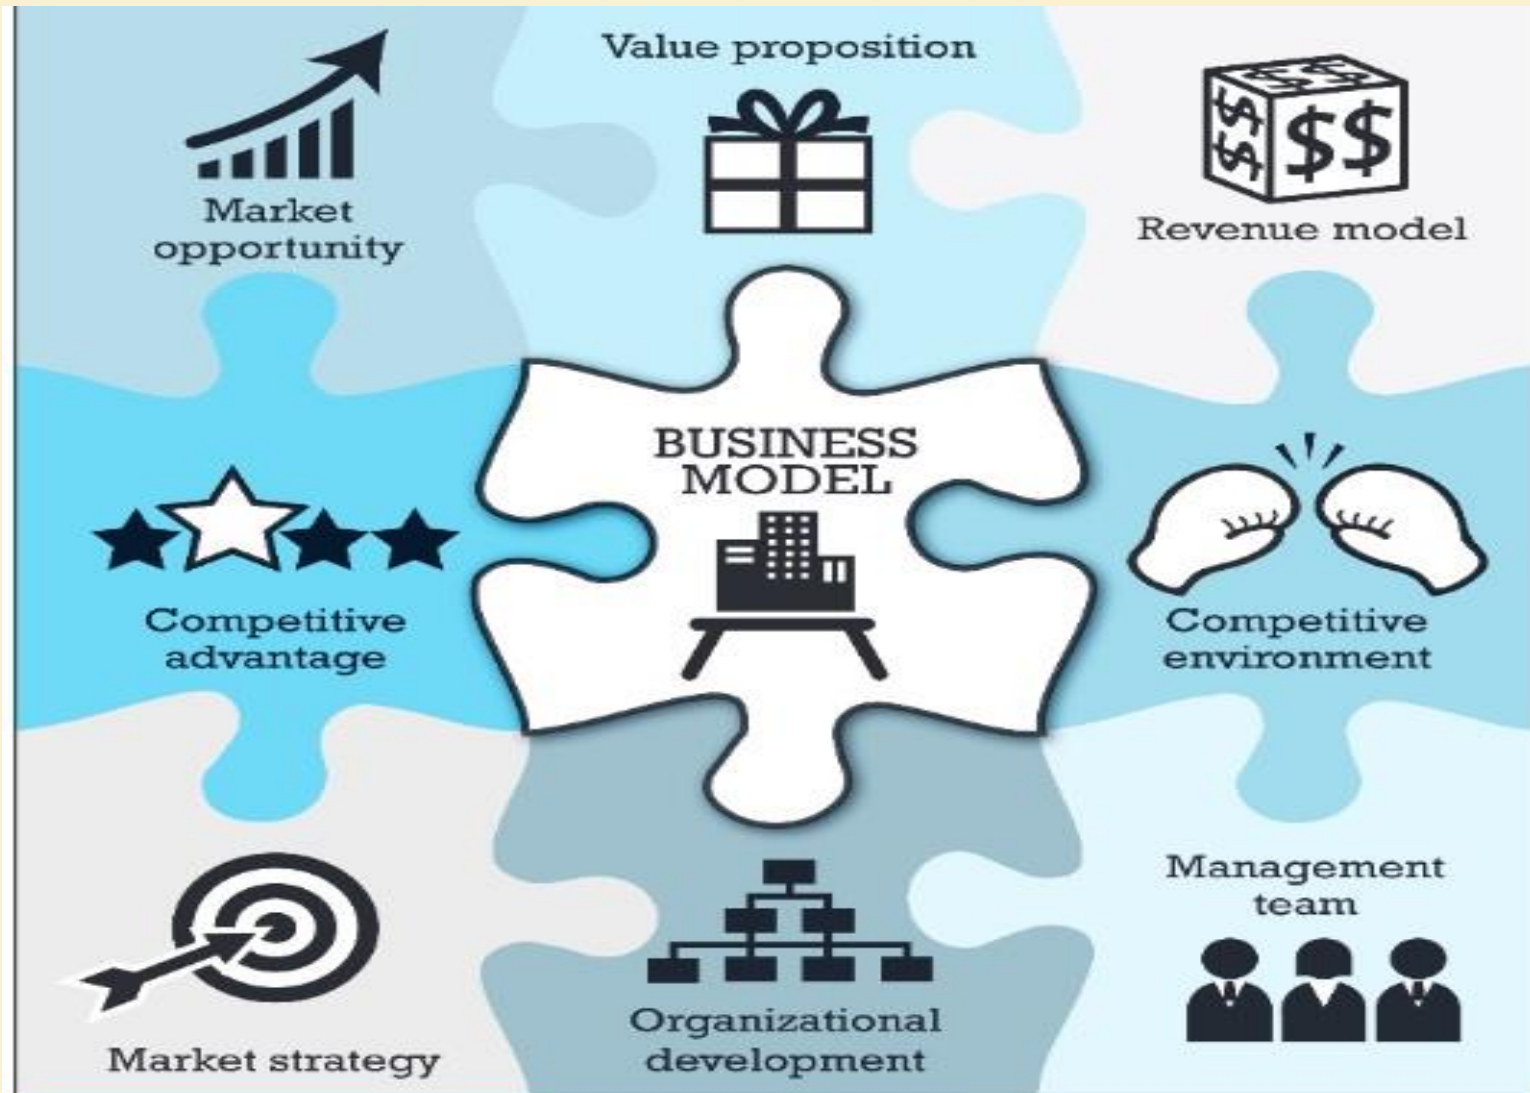 Value proposition
Market
opportunity
$ $ $ $
$ $
$ $
Revenue model
BUSINESS
MODEL
Competitive
advantage
Competitive
environment
Management
team
Market strategy
Organizational
development